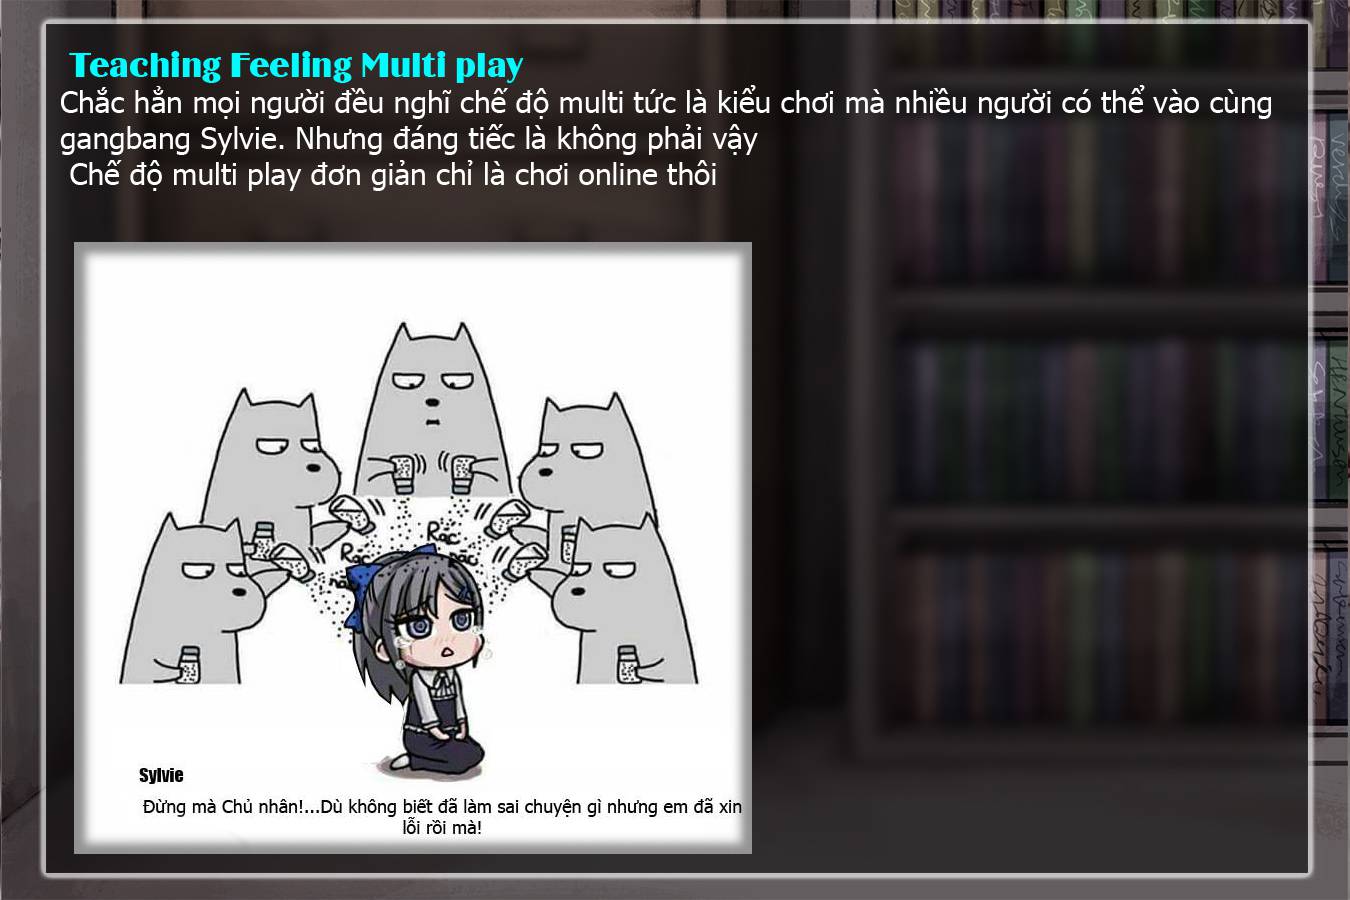 Teaching Feeling Multi play
Chắc hẳn mọi người đều nghĩ chế độ multi tức là kiểu chơi mà nhiều người có thể vào cùng
gangbang Sylvie. Nhưng đáng tiếc là không phải vậy
Chế độ multi play đơn giản chỉ là chơi online thôi
Rắc
Rắc
Sylvie
Đừng mà Chủ nhân!...Dù không biết đã làm sai chuyện gì nhưng em đã xin
lỗi rồi mà!